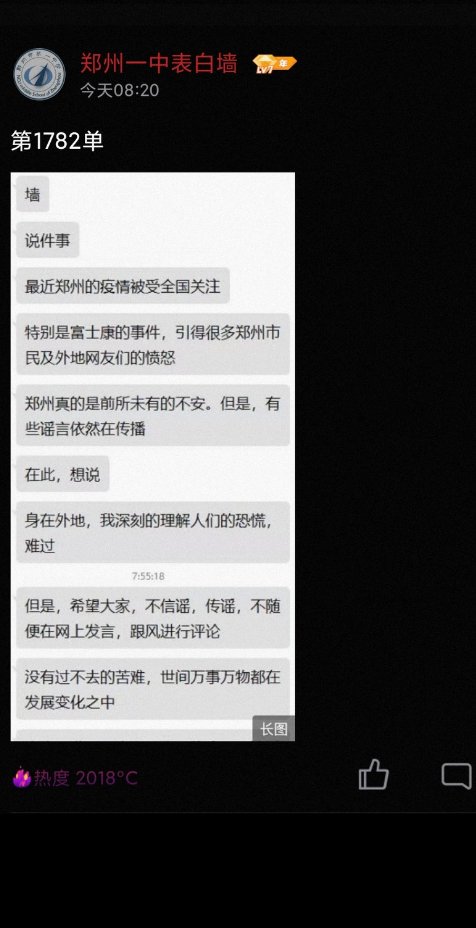 郑州一中表白墙
LV7 年
今天08:20
第1782单
墙
说件事
最近郑州的疫情被受全国关注
特别是富士康的事件，引得很多郑州市
民及外地网友们的愤怒
郑州真的是前所未有的不安。但是，有
些谣言依然在传播
在此，想说
身在外地，我深刻的理解人们的恐慌，
难过
7:55:18
但是，希望大家，不信谣，传谣，不随
便在网上发言，跟风进行评论
没有过不去的苦难，世间万事万物都在
发展变化之中
长图
热度 2018°C